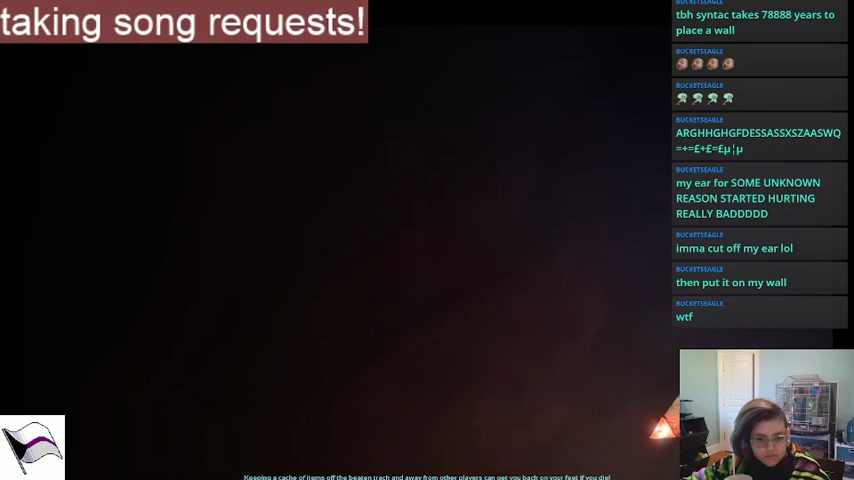 taking song requests!
BUCKETSEAGLE
tbh syntac takes 78888 years to
place a wall
BUCKETSEAGLE
BUCKETSEAGLE
BUCKETSEAGLE
ARGHHGHGFDESSASSXSZAASWQ
=+=£+£=£µ¦µ
BUCKETSEAGLE
my ear for SOME UNKNOWN
REASON STARTED HURTING
REALLY BADDDDD
BUCKETSEAGLE
imma cut off my ear lol
BUCKETSEAGLE
then put it on my wall
BUCKETSEAGLE
wtf
Keeping a cache of items off the beaten track and away from other players can get you back on your feet if you die!